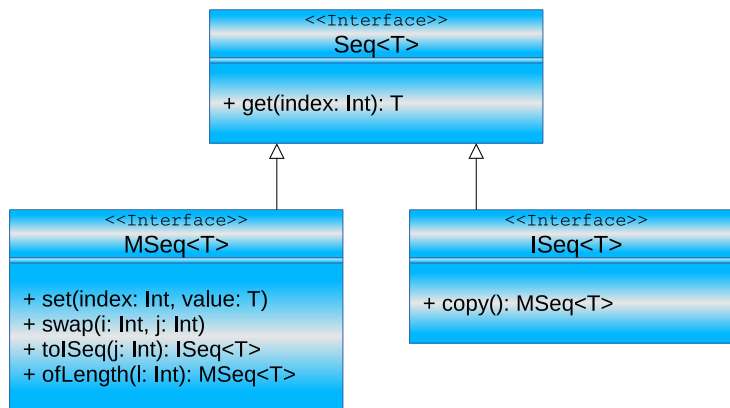 <<Interface>>
Seq<T>
+ get(index: Int): T
<<Interface>>
MSeq<T>
+ set(index: Int, value: T)
+ swap(i: Int, j: Int)
+ toISeq(j: Int): ISeq<T>
+ ofLength(l: Int): MSeq<T>
<<Interface>>
ISeq<T>
+ copy(): MSeq<T>